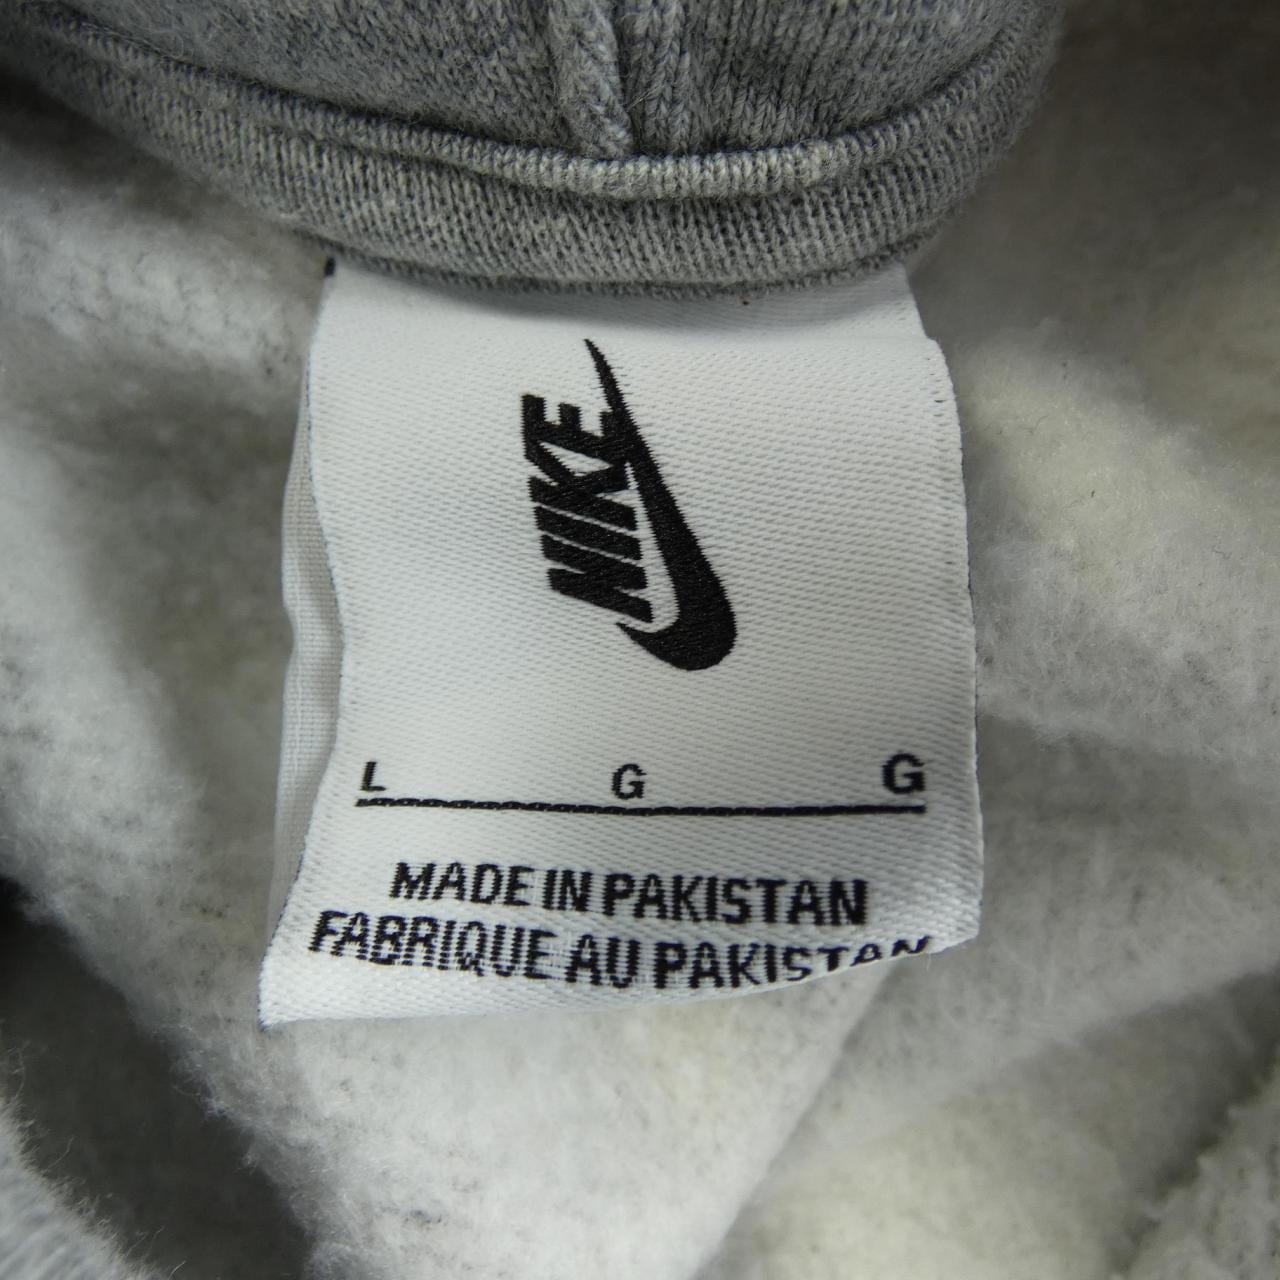 NIKE
L G G
MADE IN PAKISTAN
FABRIQUE AU PAKISTAN